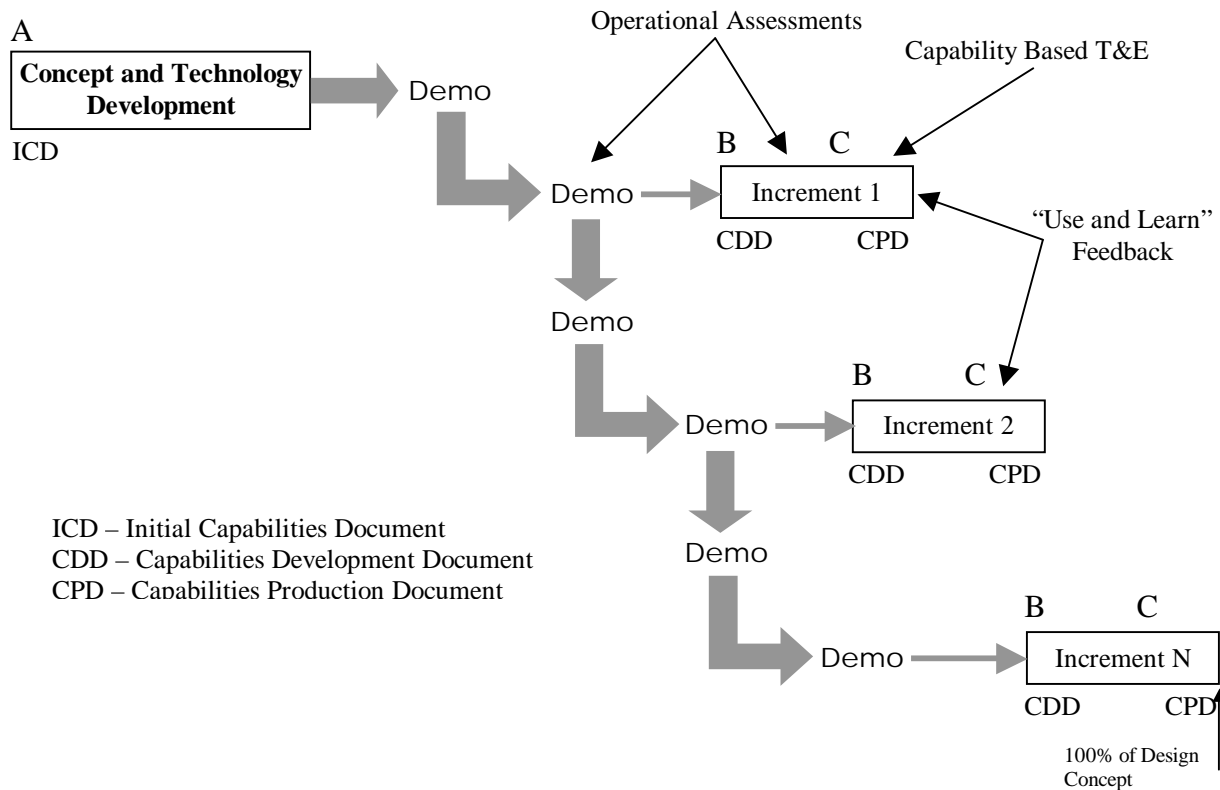 A
Concept and Technology
Development
ICD
Demo
Operational Assessments
Capability Based T&E
Demo
B C
Increment 1
CDD CPD
“Use and Learn”
Feedback
Demo
Demo
B C
Increment 2
CDD CPD
ICD – Initial Capabilities Document
CDD – Capabilities Development Document
CPD – Capabilities Production Document
Demo
Demo
B C
Increment N
CDD CPD
100% of Design
Concept